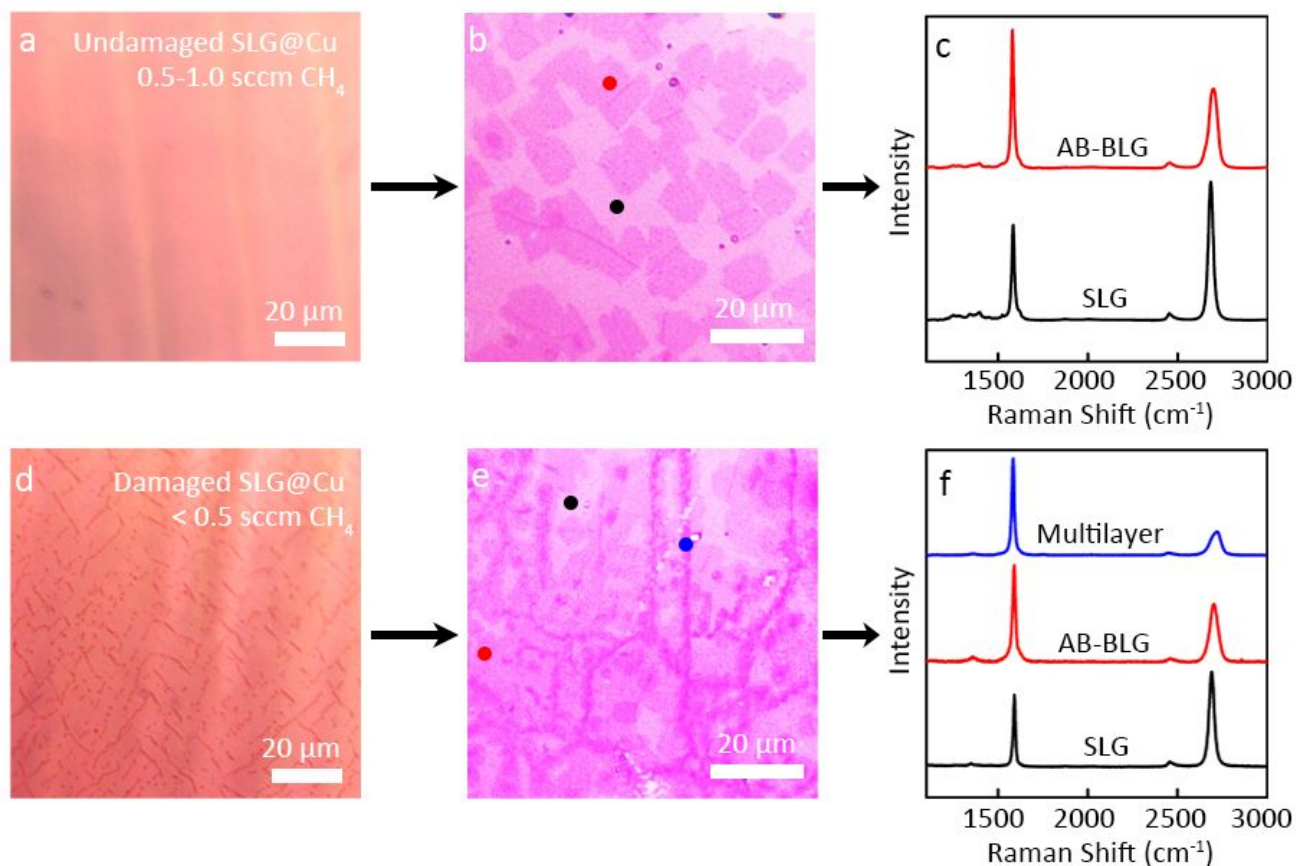 a
Undamaged SLG@Cu
0.5-1.0 sccm CH₄
20 µm
b
20 µm
c
AB-BLG
SLG
Intensity
1500 2000 2500 3000
Raman Shift (cm⁻¹)
d
Damaged SLG@Cu
< 0.5 sccm CH₄
20 µm
e
20 µm
f
Multilayer
AB-BLG
SLG
Intensity
1500 2000 2500 3000
Raman Shift (cm⁻¹)